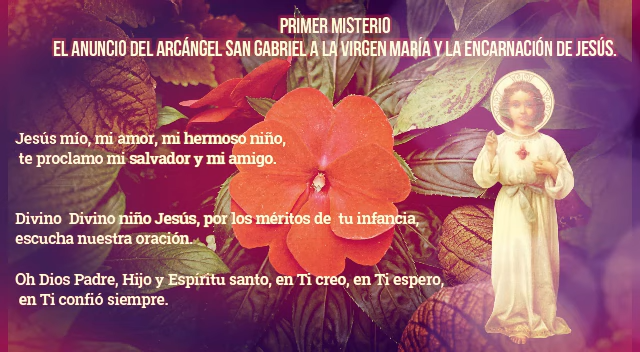 PRIMER MISTERIO
EL ANUNCIO DEL ARCÁNGEL SAN GABRIEL A LA VIRGEN MARÍA Y LA ENCARNACIÓN DE JESÚS.
Jesús mío, mi amor, mi hermoso niño,
te proclamo mi salvador y mi amigo.
Divino Divino niño Jesús, por los méritos de tu infancia,
escucha nuestra oración.
Oh Dios Padre, Hijo y Espíritu santo, en Ti creo, en Ti espero,
en Ti confió siempre.